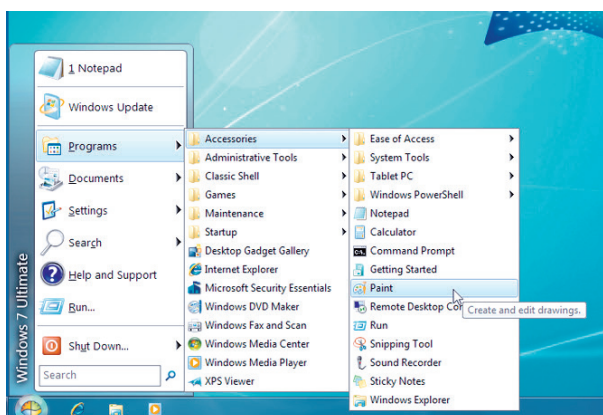 1 Notepad
Windows Update
Programs
Documents
Settings
Search
Help and Support
Run...
Shut Down...
Search
Windows 7 Ultimate
Accessories
Administrative Tools
Classic Shell
Games
Maintenance
Startup
Desktop Gadget Gallery
Internet Explorer
Microsoft Security Essentials
Windows DVD Maker
Windows Fax and Scan
Windows Media Center
Windows Media Player
XPS Viewer
Ease of Access
System Tools
Tablet PC
Windows PowerShell
Notepad
Calculator
Command Prompt
Getting Started
Paint
Remote Desktop Co
Create and edit drawings.
Run
Snipping Tool
Sound Recorder
Sticky Notes
Windows Explorer